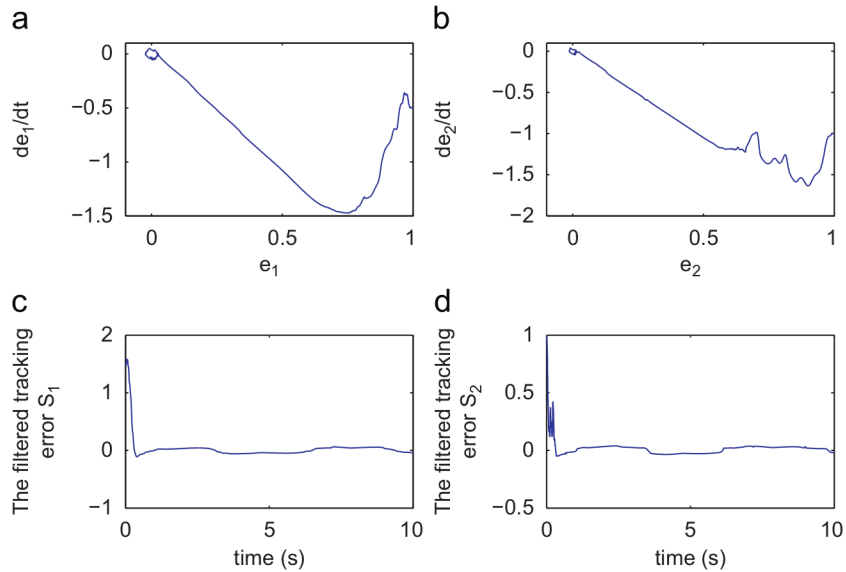 a
0
−0.5
−1
−1.5
de₁/dt
0
0.5
1
e₁
b
0
−0.5
−1
−1.5
−2
de₂/dt
0
0.5
1
e₂
c
2
1
0
−1
The filtered tracking
error S₁
0
5
10
time (s)
d
1
0.5
0
−0.5
The filtered tracking
error S₂
0
5
10
time (s)